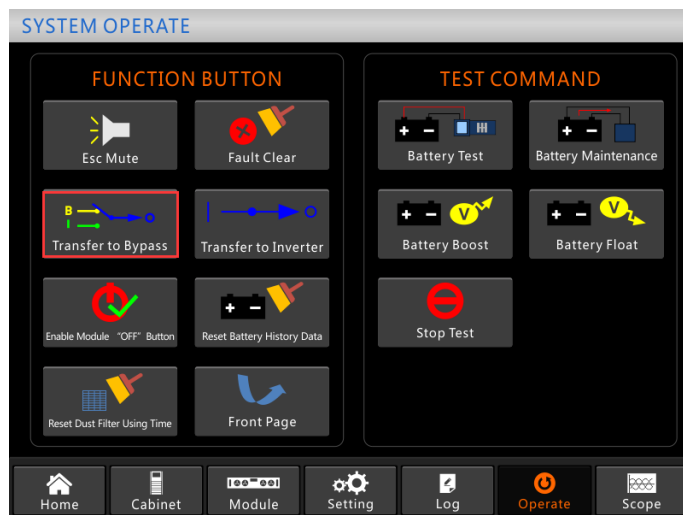 SYSTEM OPERATE
FUNCTION BUTTON
Esc Mute
Fault Clear
B
I
Transfer to Bypass
Transfer to Inverter
Enable Module “OFF” Button
Reset Battery History Data
Reset Dust Filter Using Time
Front Page
TEST COMMAND
Battery Test
Battery Maintenance
V
Battery Boost
V
Battery Float
Stop Test
Home
Cabinet
Module
Setting
Log
Operate
Scope